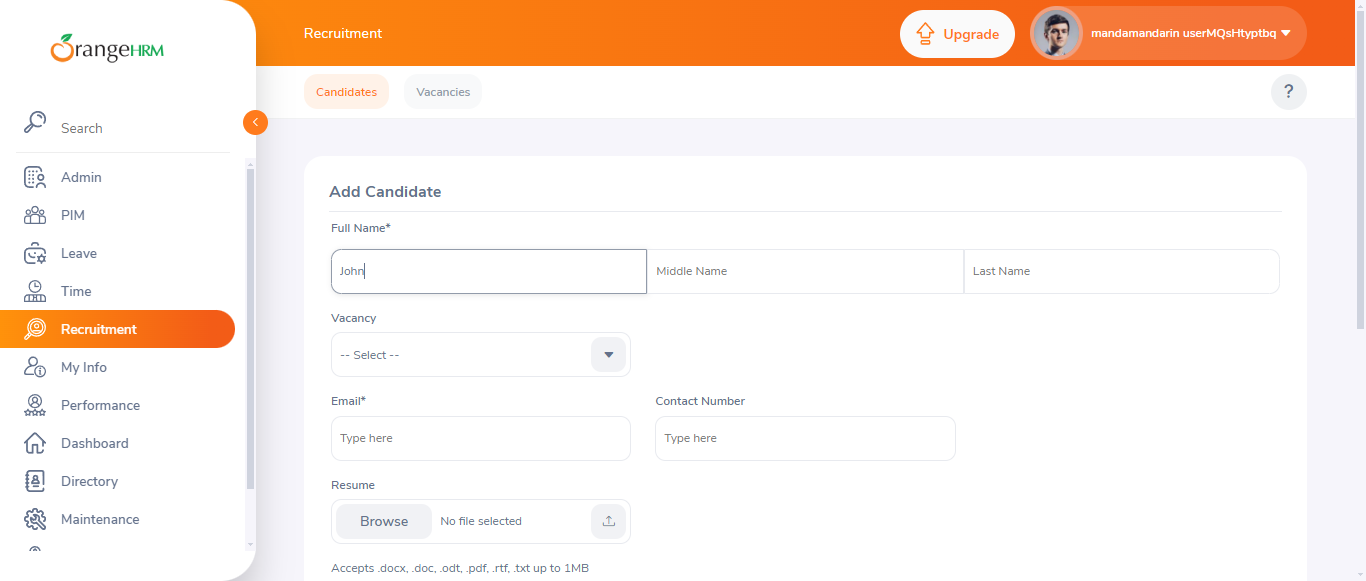 OrangeHRM
Recruitment
Upgrade
mandamandarin userMQsHtyptbq
Search
Candidates
Vacancies
?
Admin
PIM
Leave
Time
Recruitment
My Info
Performance
Dashboard
Directory
Maintenance
Add Candidate
Full Name*
John
Middle Name
Last Name
Vacancy
-- Select --
Email*
Contact Number
Type here
Type here
Resume
Browse
No file selected
Accepts .docx, .doc, .odt, .pdf, .rtf, .txt up to 1MB